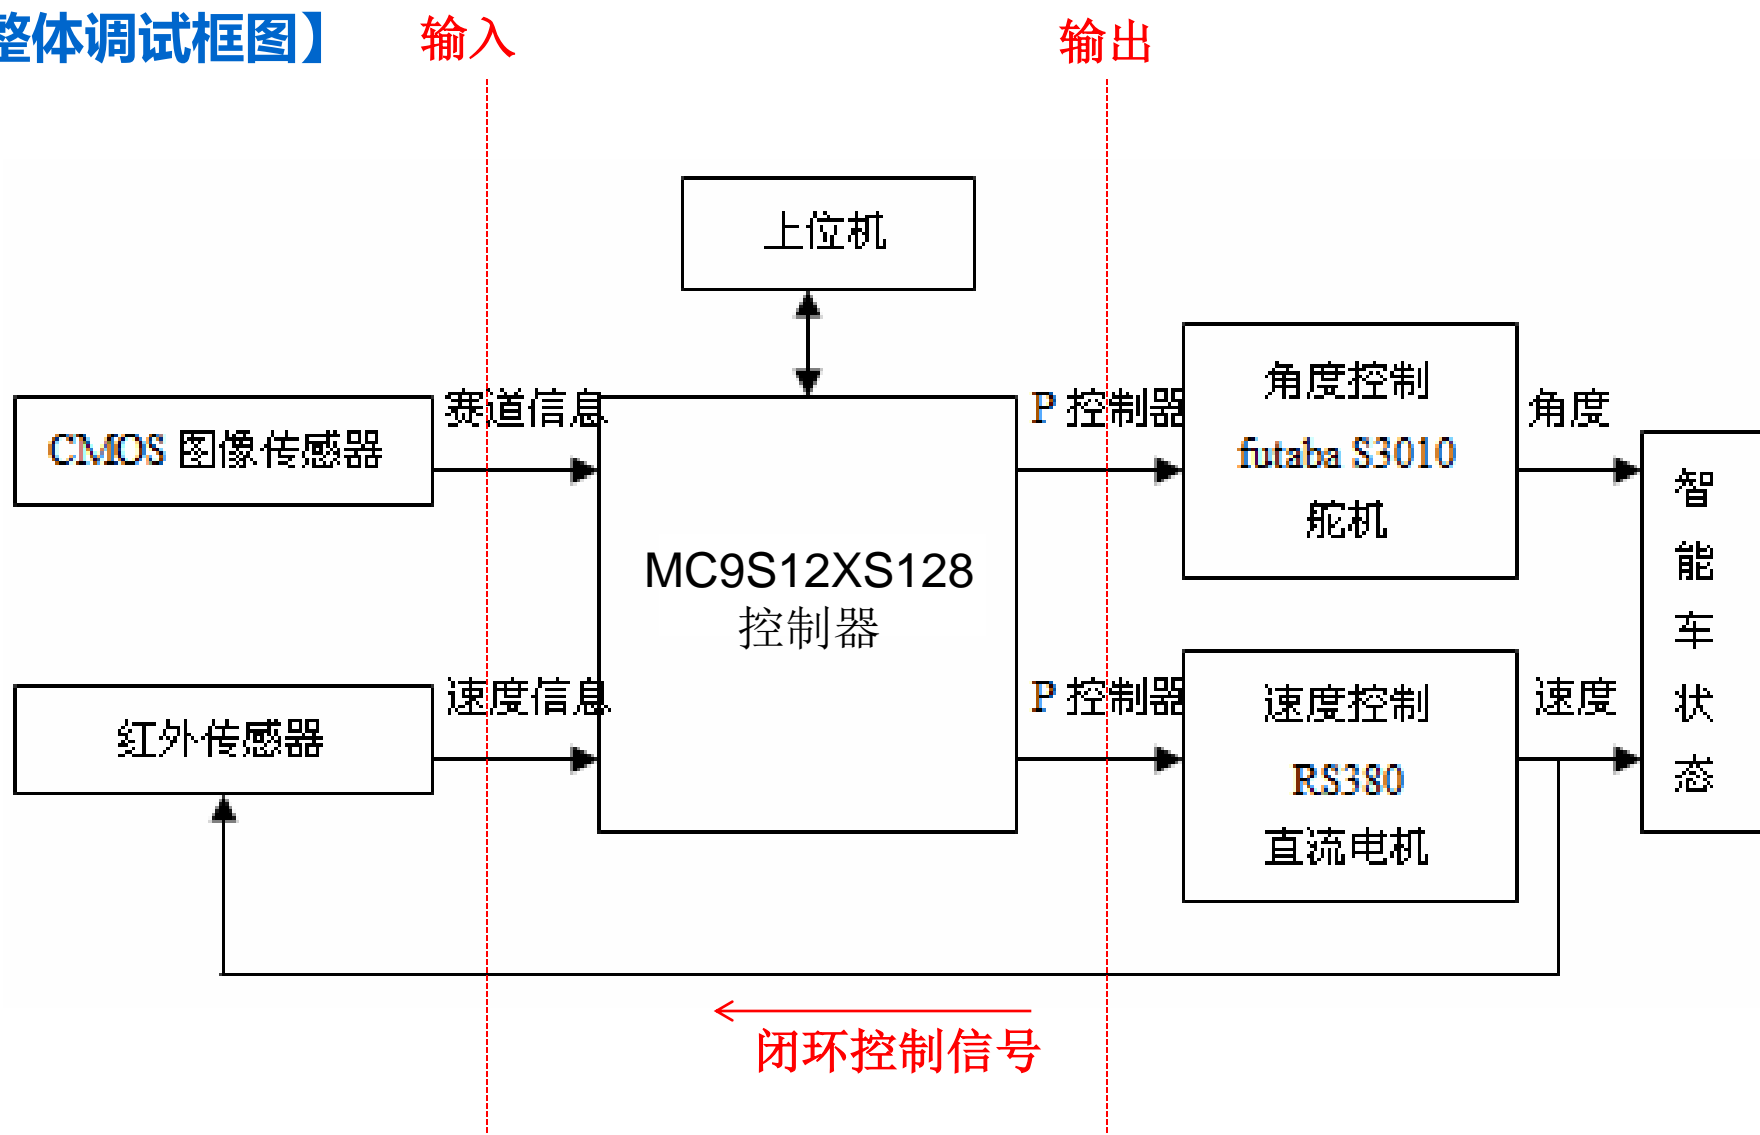 整体调试框图】
输入
输出
上位机
CMOS 图像传感器
赛道信息
MC9S12XS128
控制器
P 控制器
角度控制
futaba S3010
舵机
角度
红外传感器
速度信息
P 控制器
速度控制
RS380
直流电机
速度
智
能
车
状
态
闭环控制信号